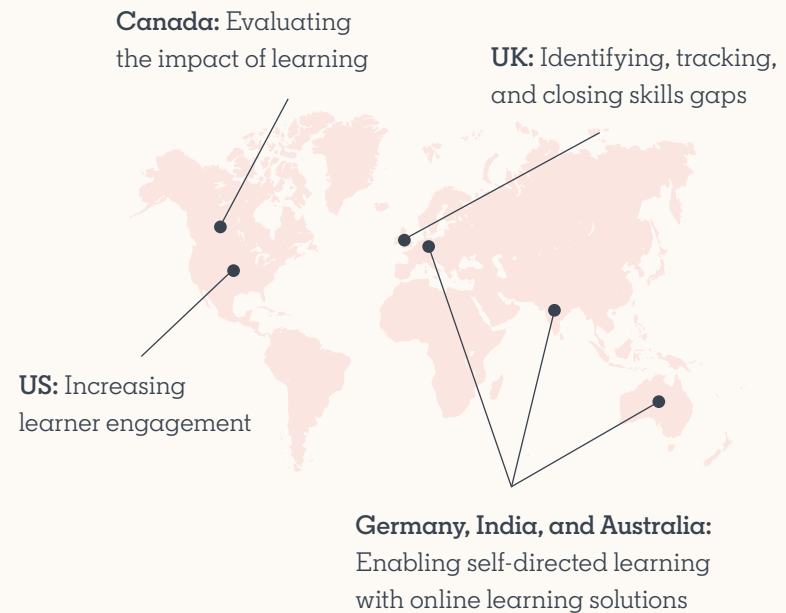 Canada: Evaluating
the impact of learning
UK: Identifying, tracking,
and closing skills gaps
US: Increasing
learner engagement
Germany, India, and Australia:
Enabling self-directed learning
with online learning solutions